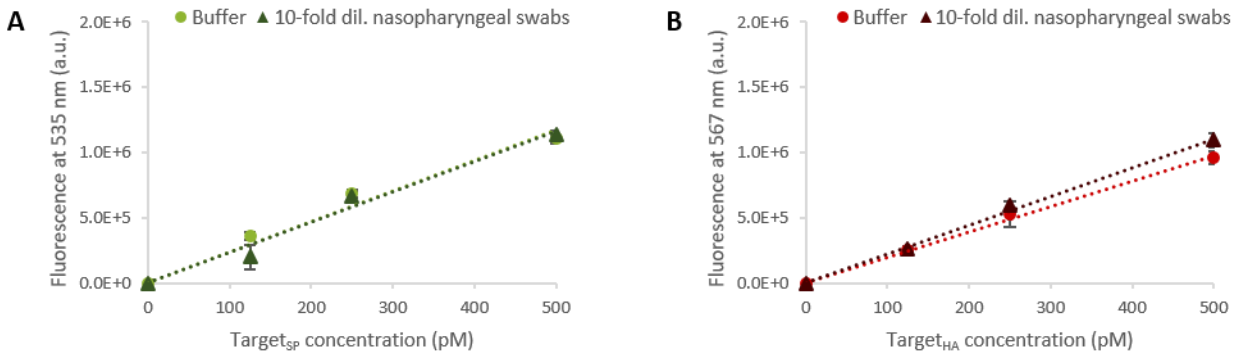 A
Buffer 10-fold dil. nasopharyngeal swabs
Fluorescence at 535 nm (a.u.)
2.0E+6
1.5E+6
1.0E+6
5.0E+5
0.0E+0
0 100 200 300 400 500
Target_SP concentration (pM)
B
Buffer 10-fold dil. nasopharyngeal swabs
Fluorescence at 567 nm (a.u.)
2.0E+6
1.5E+6
1.0E+6
5.0E+5
0.0E+0
0 100 200 300 400 500
Target_HA concentration (pM)